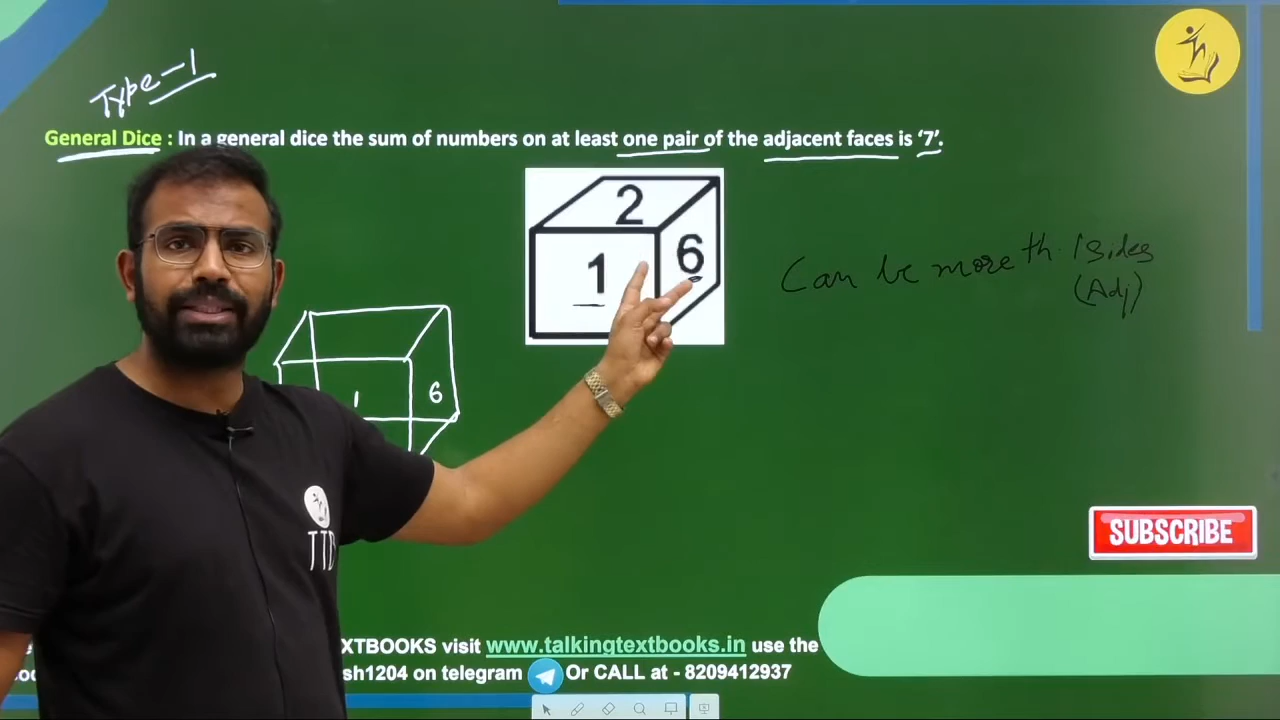 Type-1
General Dice : In a general dice the sum of numbers on at least one pair of the adjacent faces is ‘7’.
2
1 6
Can be more th. 1 sides
(Adj)
1 6
SUBSCRIBE
XTBOOKS visit www.talkingtextbooks.in use the
sh1204 on telegram Or CALL at - 8209412937